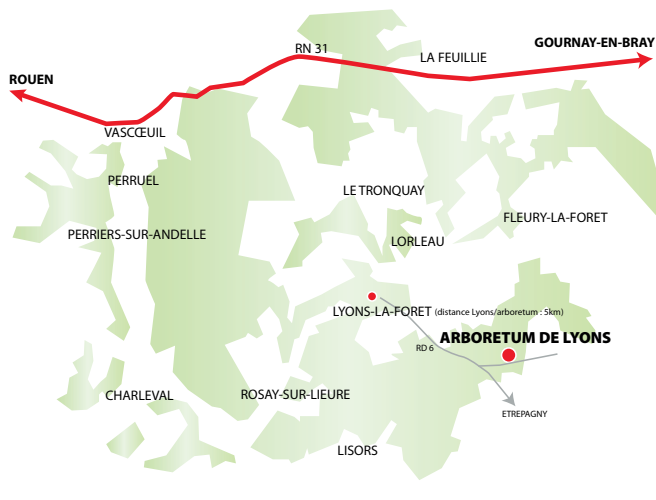 GOURNAY-EN-BRAY
RN 31
LA FEUILLIE
ROUEN
VASCŒUIL
PERRUEL
LE TRONQUAY
FLEURY-LA-FORET
PERRIERS-SUR-ANDELLE
LORLEAU
LYONS-LA-FORET (distance Lyons/arboretum : 5km)
ARBORETUM DE LYONS
RD 6
CHARLEVAL
ROSAY-SUR-LIEURE
ETREPAGNY
LISORS